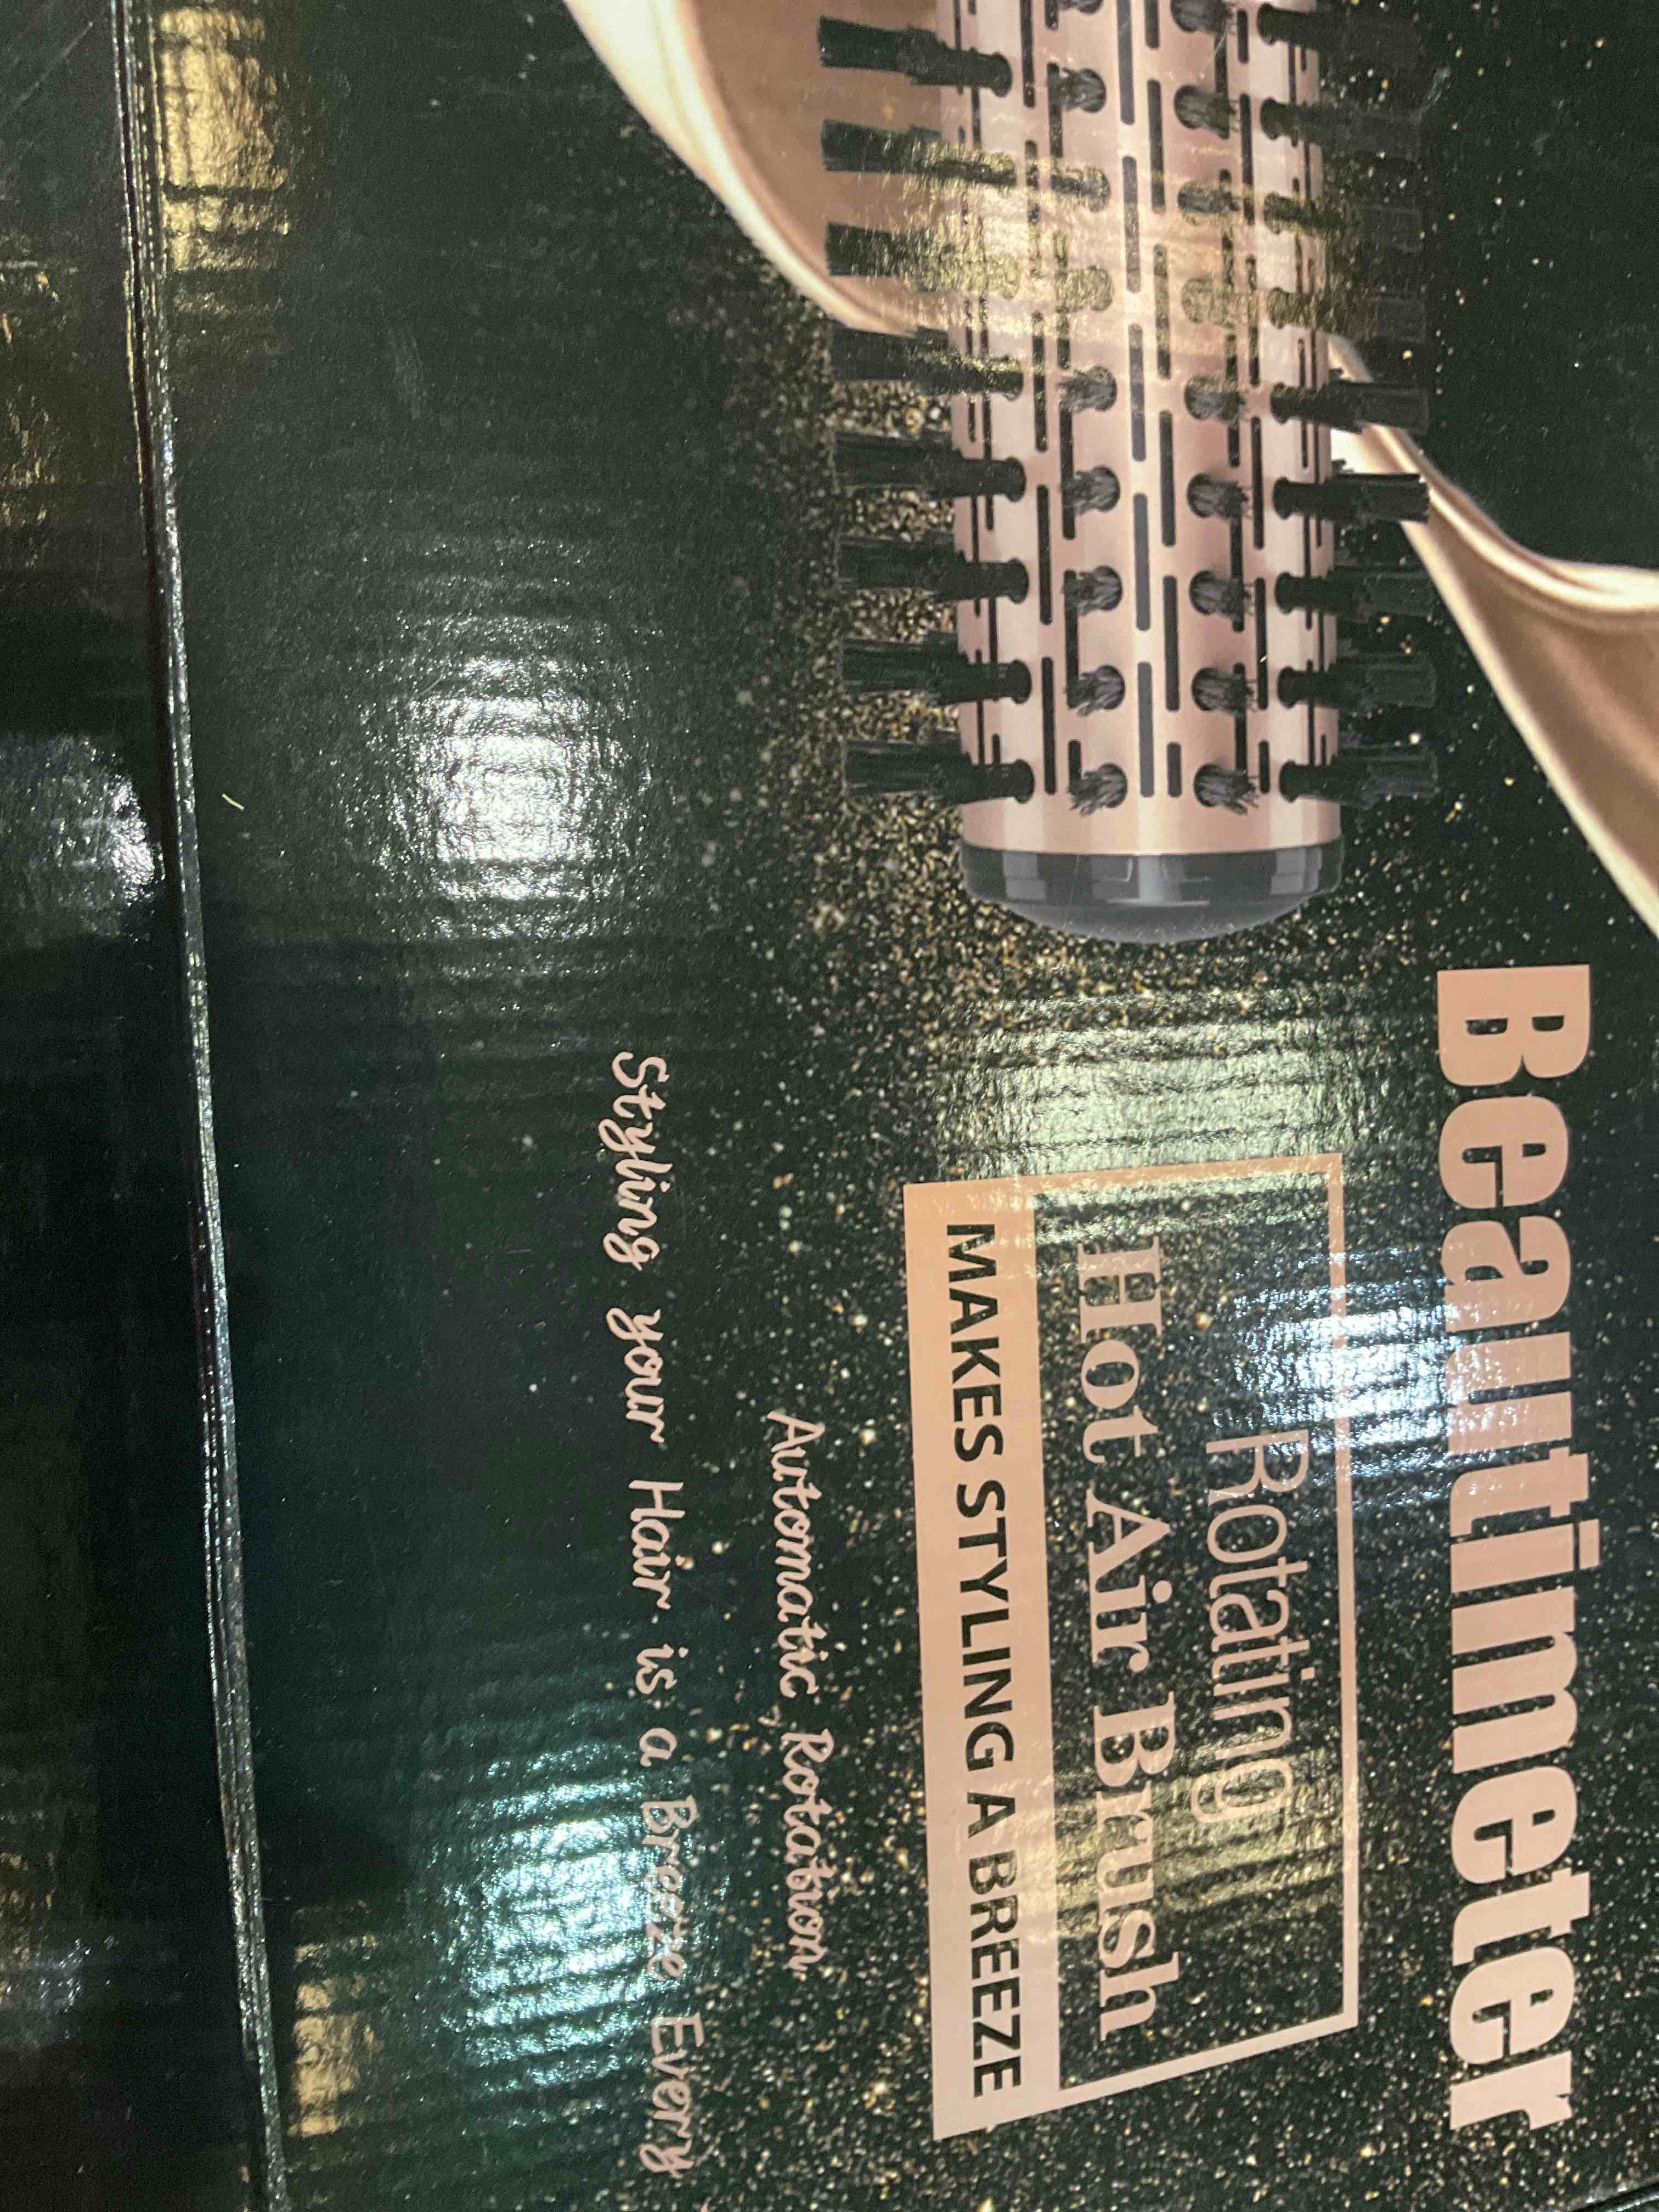 Beautimeter
Rotating
Hot Air Brush
MAKES STYLING A BREEZE
Automatic Rotation
Styling your Hair is a Breeze Every